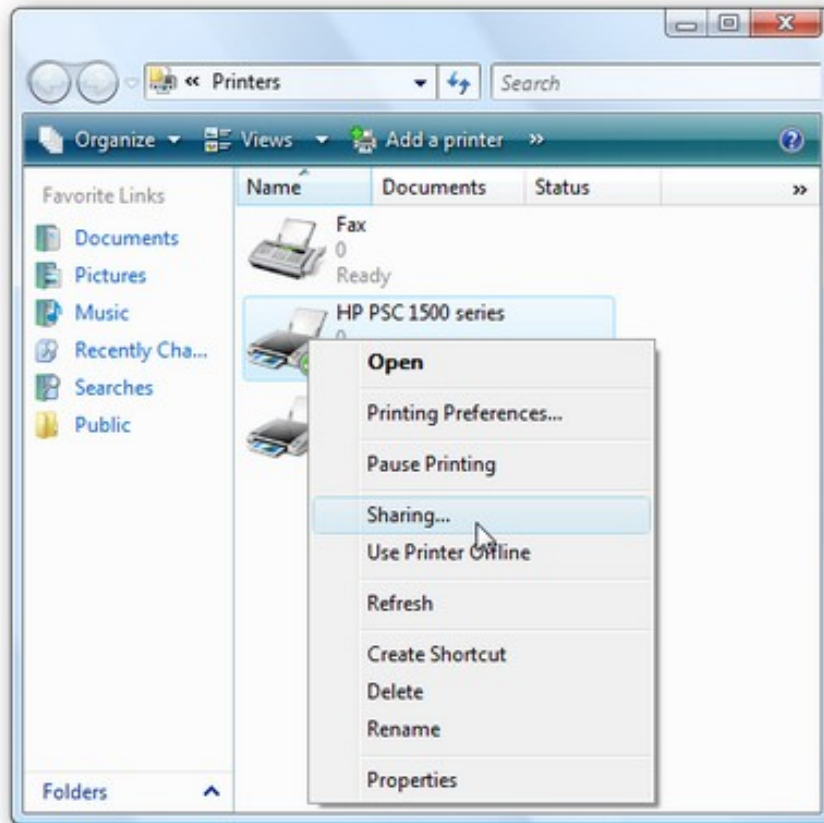 « Printers
Search
Organize Views Add a printer »
Favorite Links
Documents
Pictures
Music
Recently Cha...
Searches
Public
Folders
Name Documents Status »
Fax
0
Ready
HP PSC 1500 series
0
Open
Printing Preferences...
Pause Printing
Sharing...
Use Printer Offline
Refresh
Create Shortcut
Delete
Rename
Properties